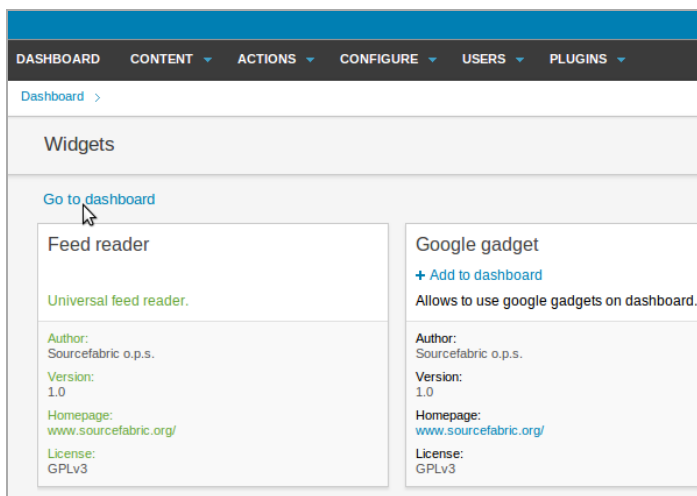 DASHBOARD CONTENT ACTIONS CONFIGURE USERS PLUGINS
Dashboard >
Widgets
Go to dashboard
Feed reader
Universal feed reader.
Author:
Sourcefabric o.p.s.
Version:
1.0
Homepage:
www.sourcefabric.org/
License:
GPLv3
Google gadget
+ Add to dashboard
Allows to use google gadgets on dashboard.
Author:
Sourcefabric o.p.s.
Version:
1.0
Homepage:
www.sourcefabric.org/
License:
GPLv3